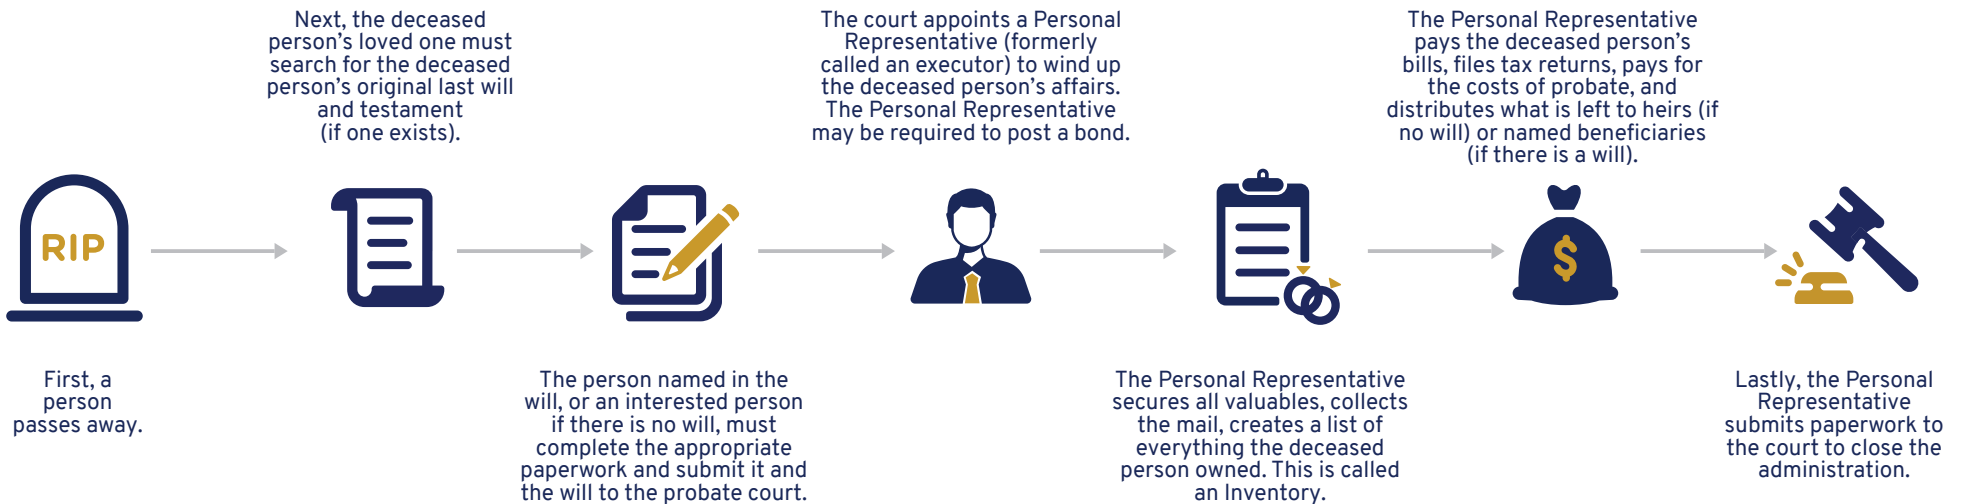 First, a
person
passes away.
RIP
Next, the deceased
person's loved one must
search for the deceased
person's original last will
and testament
(if one exists).
The person named in the
will, or an interested person
if there is no will, must
complete the appropriate
paperwork and submit it and
the will to the probate court.
The court appoints a Personal
Representative (formerly
called an executor) to wind up
the deceased person's affairs.
The Personal Representative
may be required to post a bond.
The Personal Representative
secures all valuables, collects
the mail, creates a list of
everything the deceased
person owned. This is called
an Inventory.
The Personal Representative
pays the deceased person's
bills, files tax returns, pays for
the costs of probate, and
distributes what is left to heirs (if
no will) or named beneficiaries
(if there is a will).
$
Lastly, the Personal
Representative
submits paperwork to
the court to close the
administration.